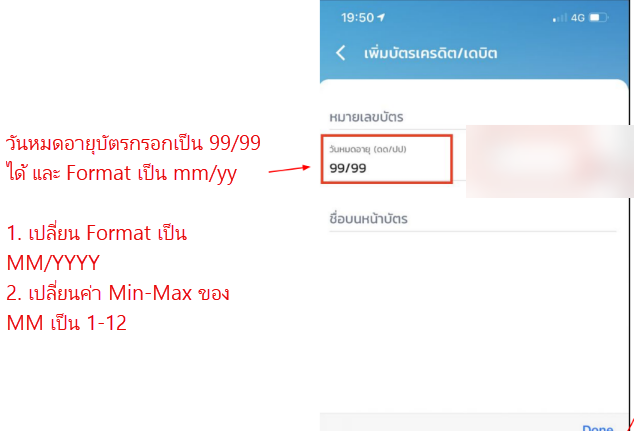 19:50
4G
เพิ่มบัตรเครดิต/เดบิต
หมายเลขบัตร
วันหมดอายุบัตรกรอกเป็น 99/99
ได้ และ Format เป็น mm/yy
วันหมดอายุ (ดด/ปป)
99/99
1. เปลี่ยน Format เป็น
MM/YYYY
2. เปลี่ยนค่า Min-Max ของ
MM เป็น 1-12
ชื่อบนหน้าบัตร
Done